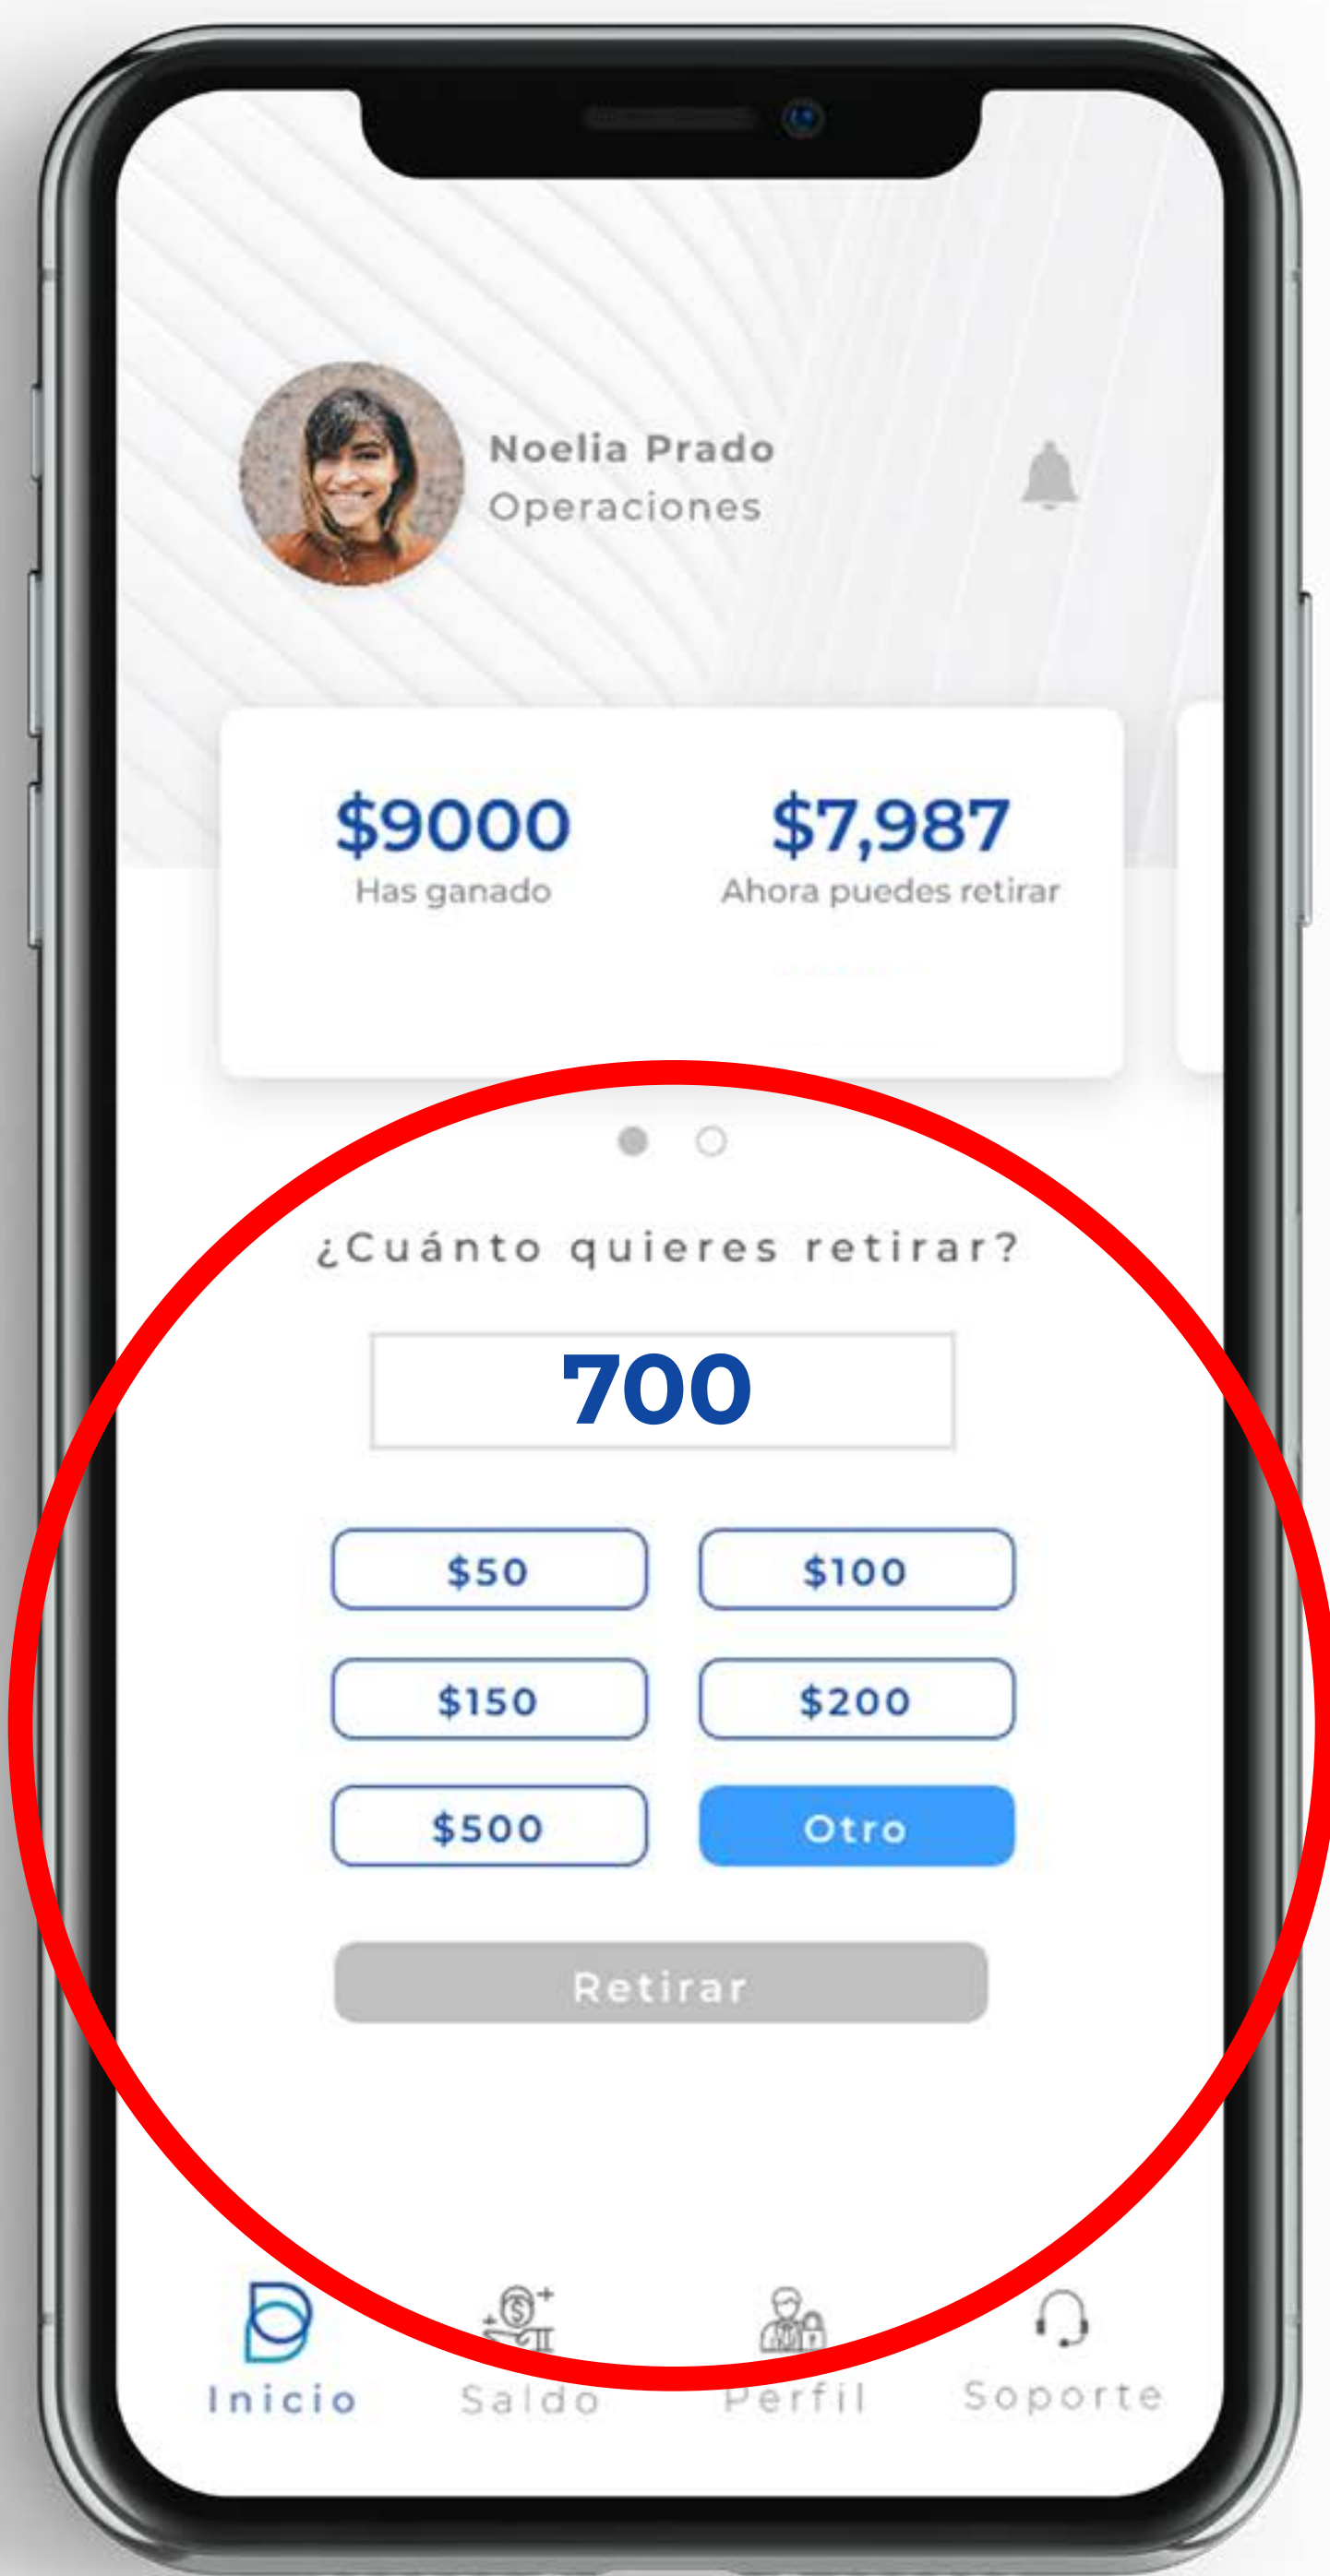 Noelia Prado
Operaciones
$9000
Has ganado
$7,987
Ahora puedes retirar
¿Cuánto quieres retirar?
700
$50
$100
$150
$200
$500
Otro
Retirar
Inicio
Saldo
Perfil
Soporte